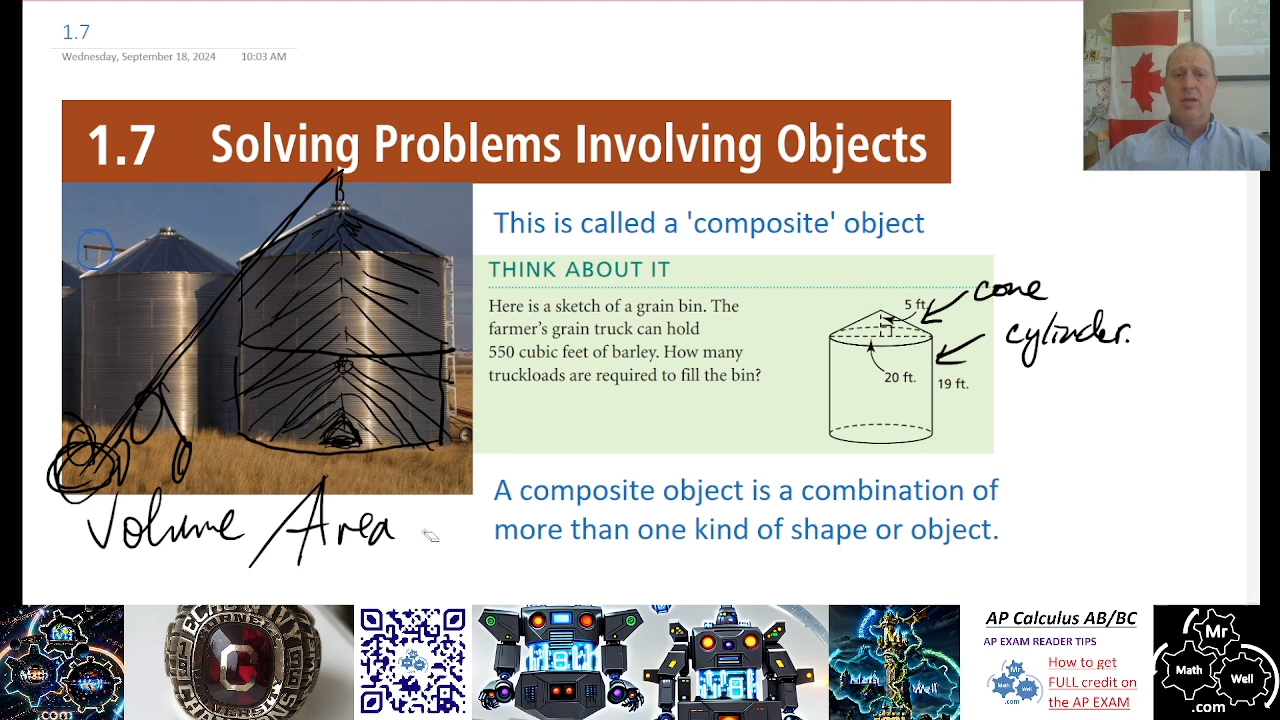 1.7
Wednesday, September 18, 2024 10:03 AM
1.7 Solving Problems Involving Objects
This is called a 'composite' object
THINK ABOUT IT
Here is a sketch of a grain bin. The
farmer's grain truck can hold
550 cubic feet of barley. How many
truckloads are required to fill the bin?
5 ft.
20 ft.
19 ft.
cone
cylinder.
Volume / Area
A composite object is a combination of
more than one kind of shape or object.
C
AP Calculus AB/BC
AP EXAM READER TIPS
How to get
FULL credit on
the AP EXAM
Mr
Math
Well
.com
Mr
Math
Well
.com